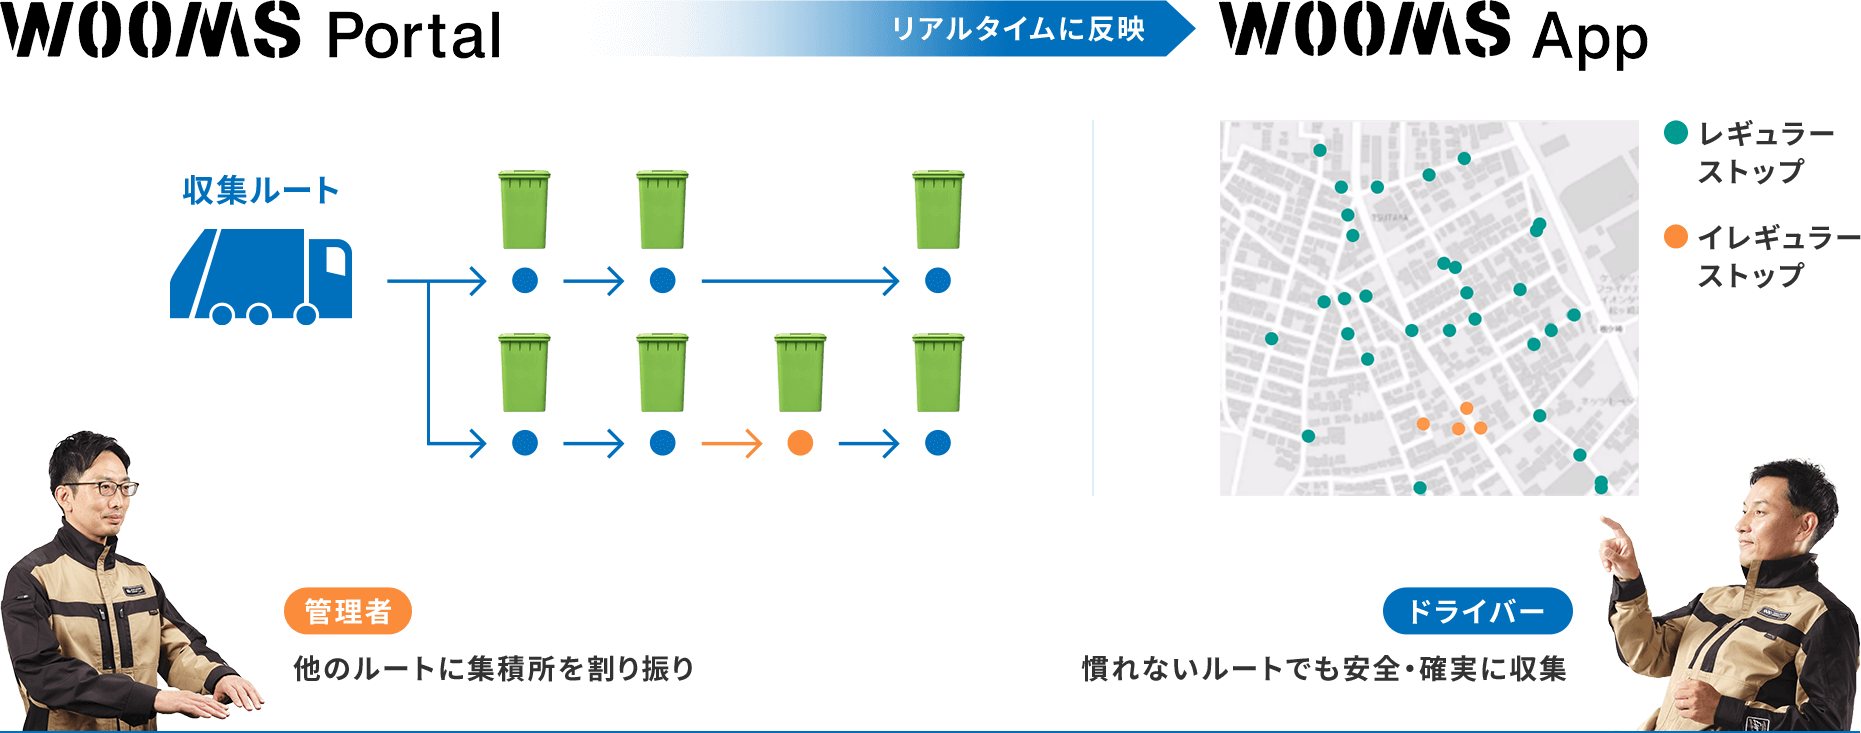 WOOMS Portal
リアルタイムに反映
WOOMS App
収集ルート
レギュラー
ストップ
イレギュラー
ストップ
TSUTAYA
管理者
他のルートに集積所を割り振り
ドライバー
慣れないルートでも安全・確実に収集